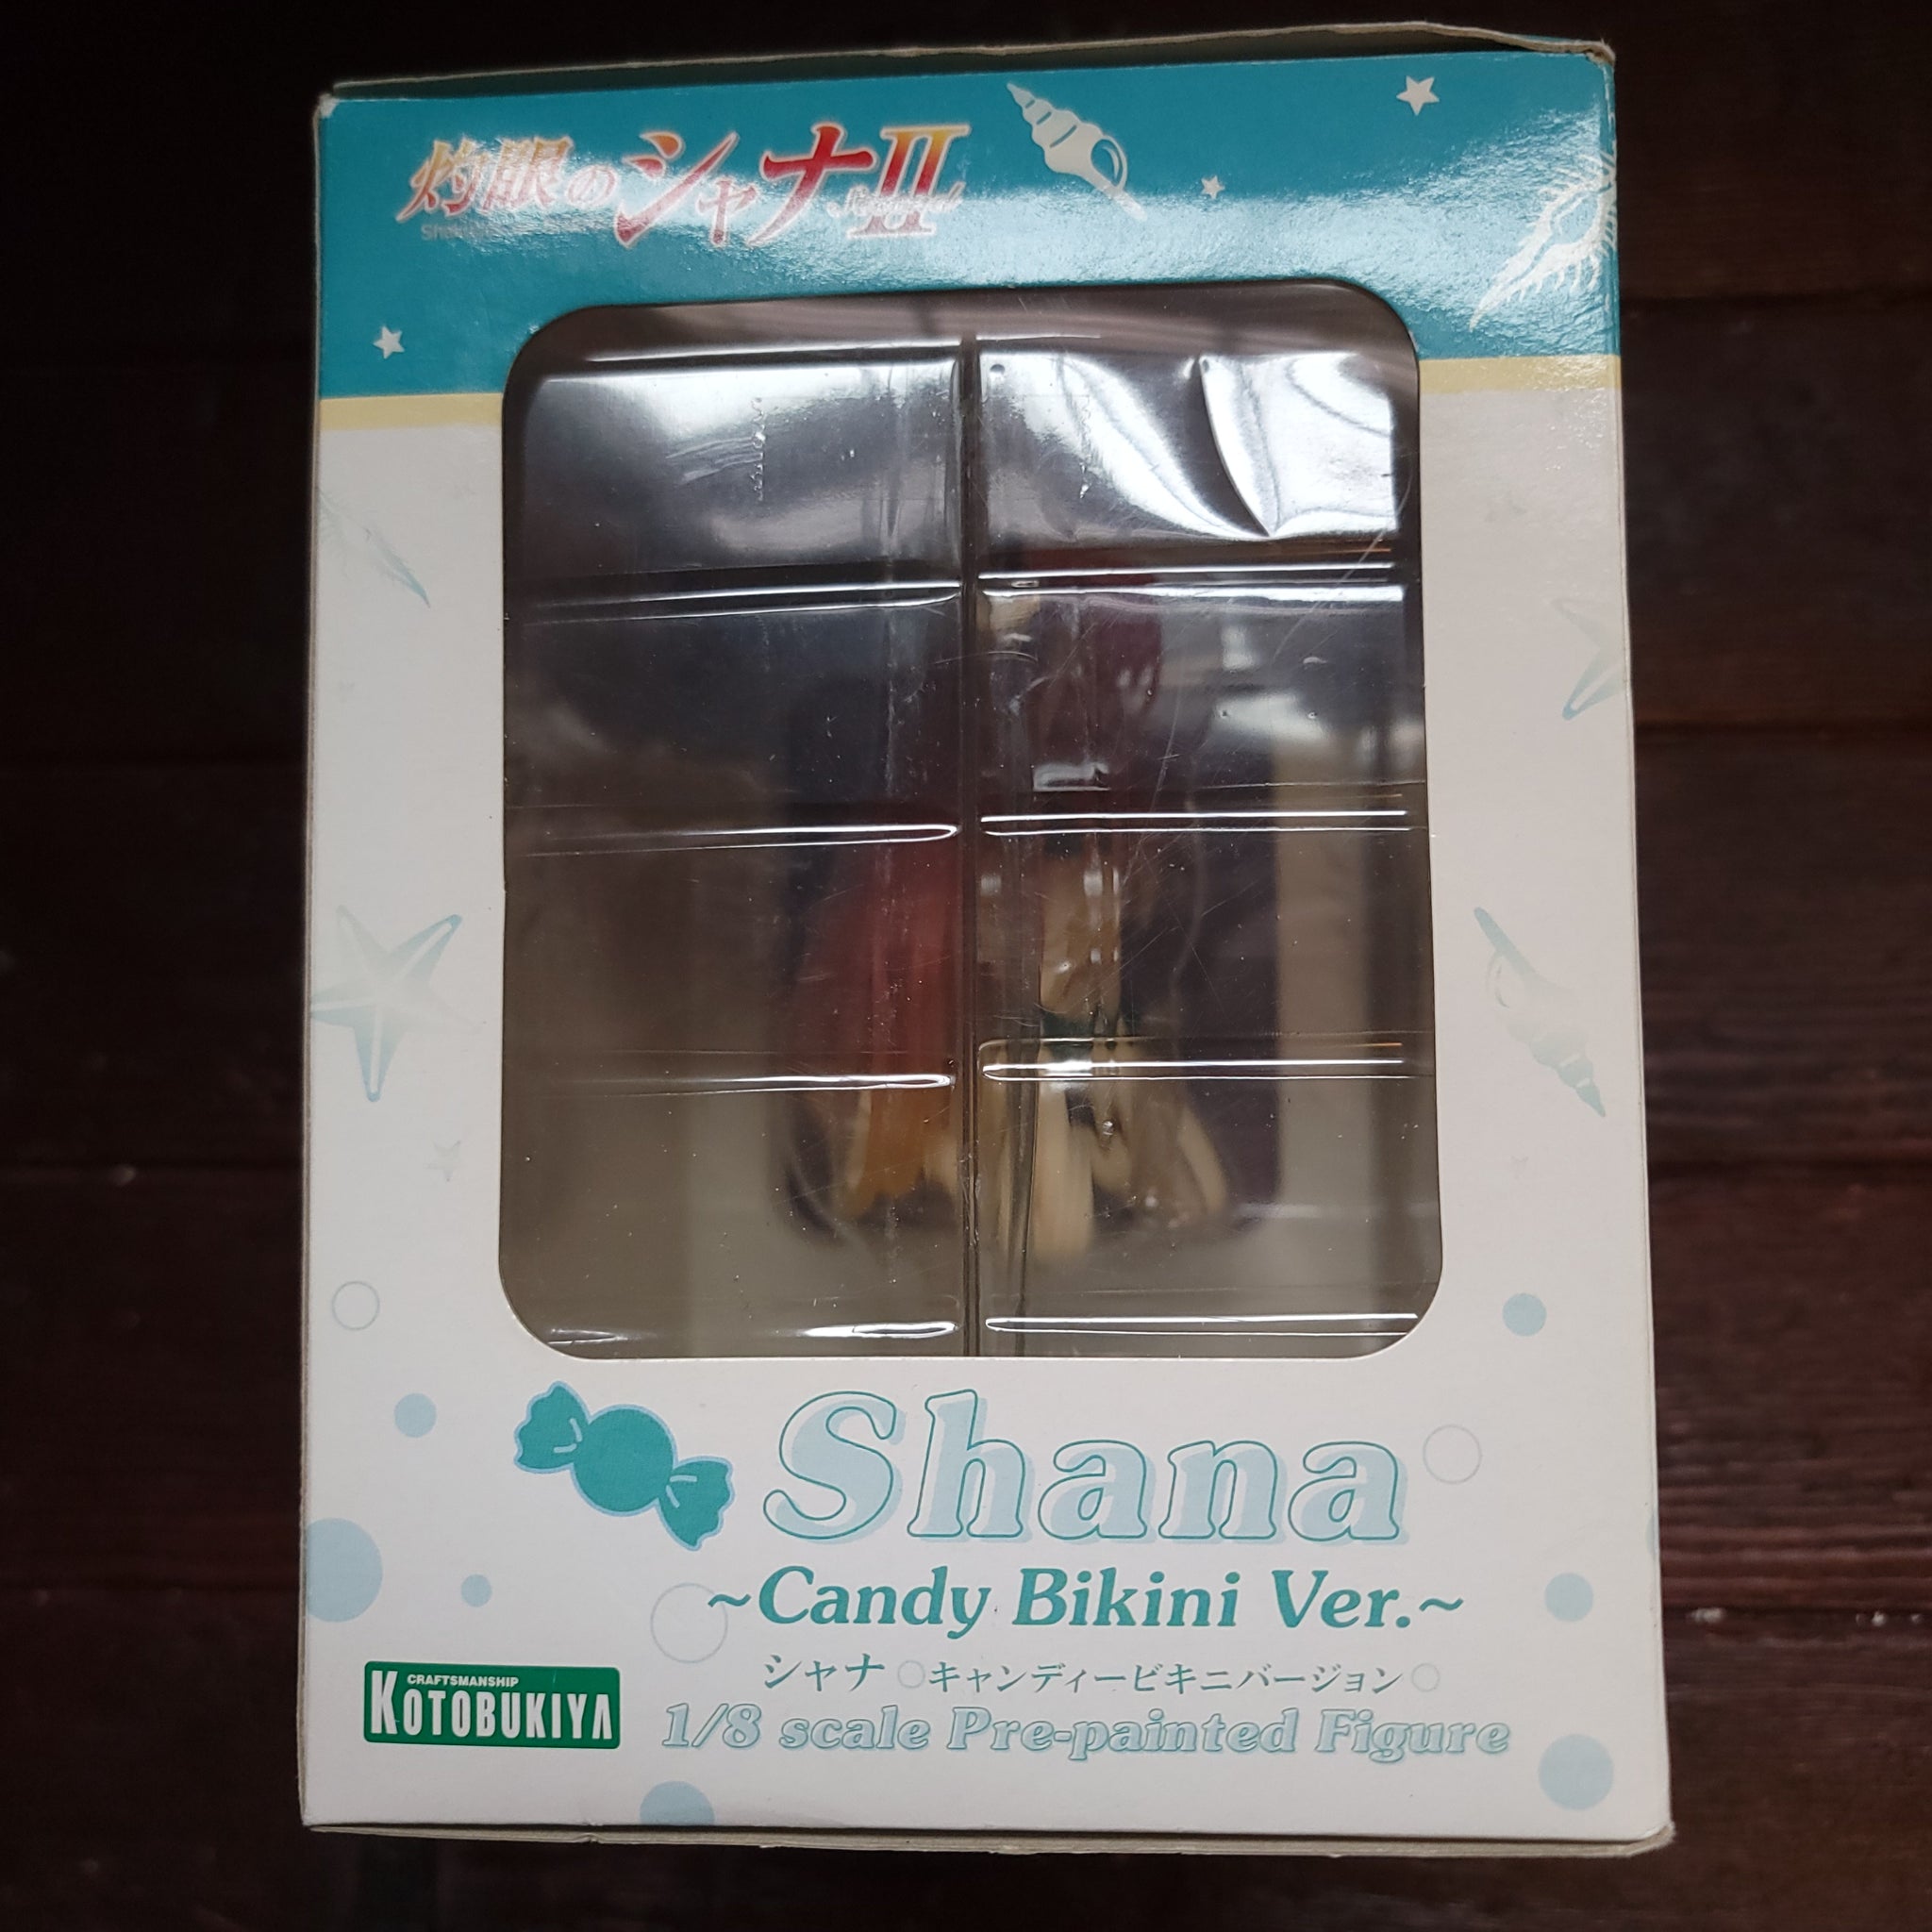 灼眼のシャナII
Shana
~Candy Bikini Ver.~
シャナ ○キャンディービキニバージョン○
CRAFTSMANSHIP
KOTOBUKIYA
1/8 scale Pre-painted Figure